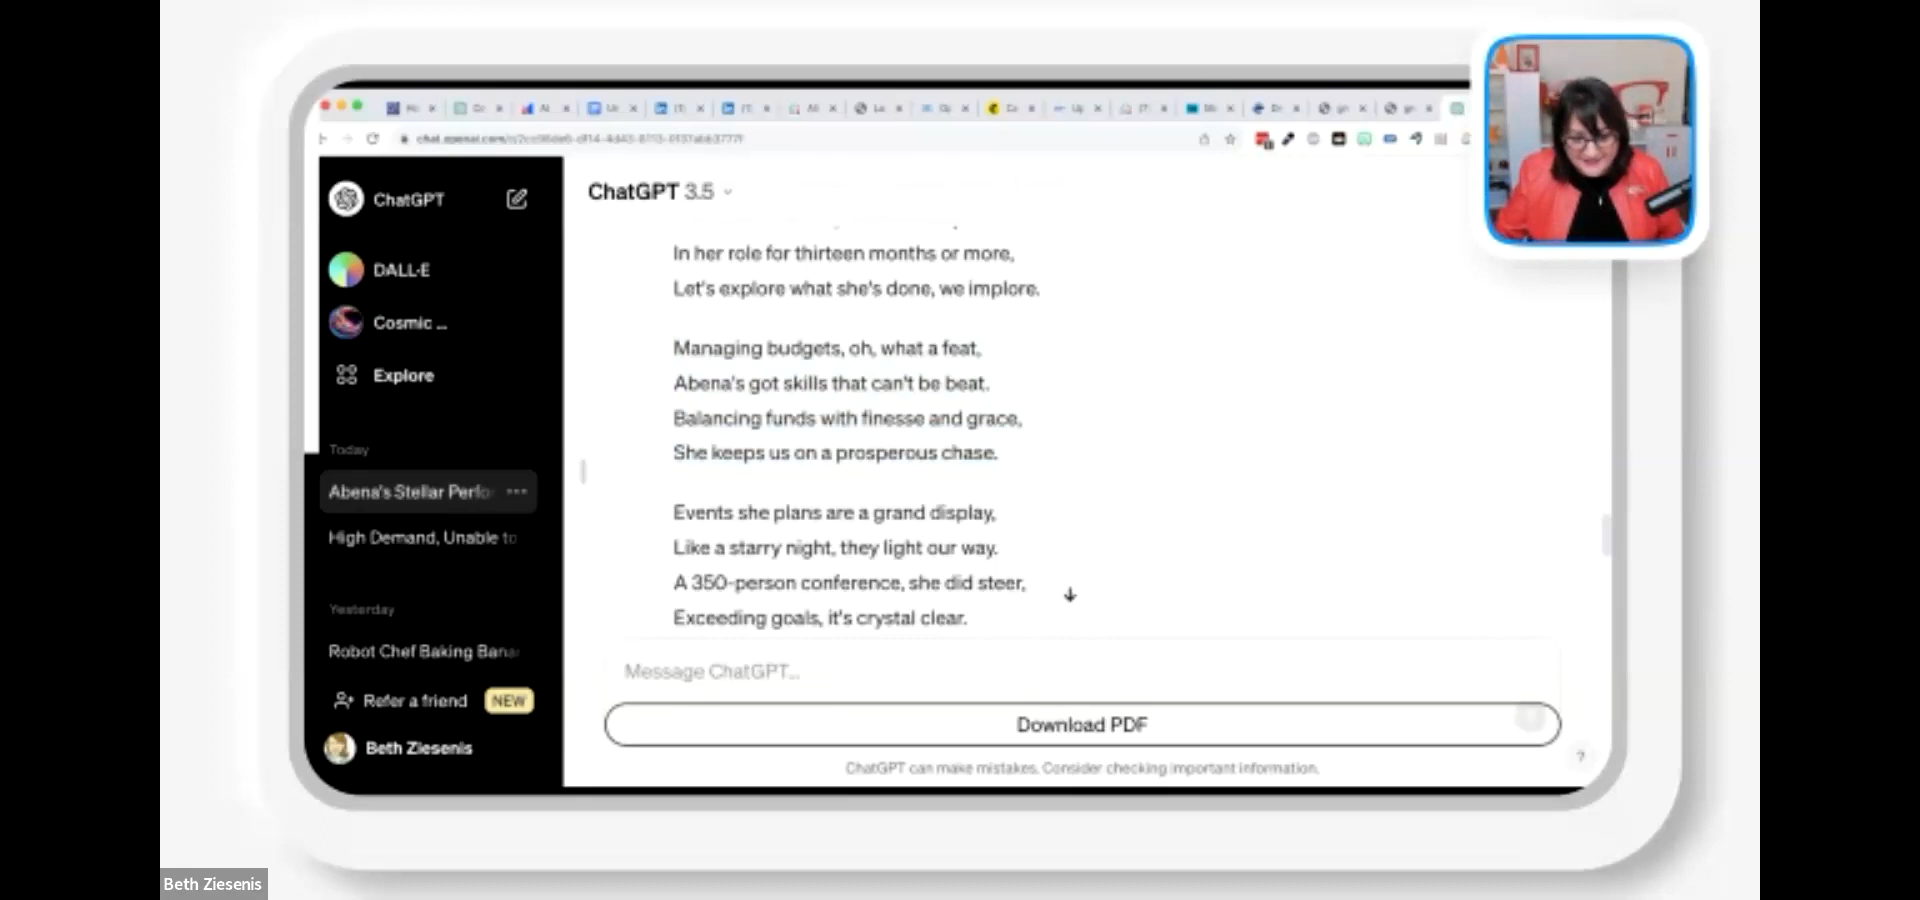 ChatGPT
DALL·E
Cosmic ...
Explore
Today
Abena's Stellar Perfo
High Demand, Unable to
Yesterday
Robot Chef Baking Bana
Refer a friend NEW
Beth Ziesenis
ChatGPT 3.5
In her role for thirteen months or more,
Let's explore what she's done, we implore.
Managing budgets, oh, what a feat,
Abena's got skills that can't be beat.
Balancing funds with finesse and grace,
She keeps us on a prosperous chase.
Events she plans are a grand display,
Like a starry night, they light our way.
A 350-person conference, she did steer,
Exceeding goals, it's crystal clear.
Message ChatGPT...
Download PDF
ChatGPT can make mistakes. Consider checking important information.
?
Beth Ziesenis